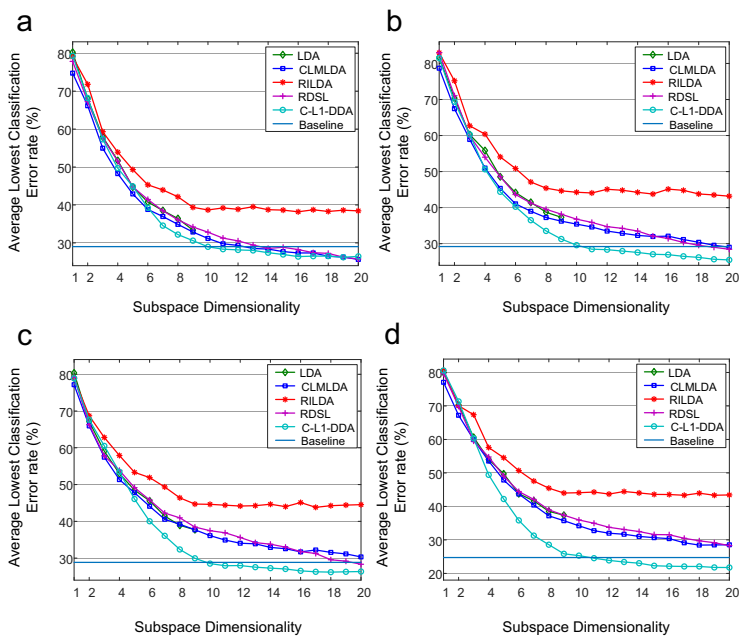 a
Average Lowest Classification
Error rate (%)
80
70
60
50
40
30
1 2 4 6 8 10 12 14 16 18 20
Subspace Dimensionality
LDA
CLMLDA
RILDA
RDSL
C-L1-DDA
Baseline
b
Average Lowest Classification
Error rate (%)
80
70
60
50
40
30
1 2 4 6 8 10 12 14 16 18 20
Subspace Dimensionality
LDA
CLMLDA
RILDA
RDSL
C-L1-DDA
Baseline
c
Average Lowest Classification
Error rate (%)
80
70
60
50
40
30
1 2 4 6 8 10 12 14 16 18 20
Subspace Dimensionality
LDA
CLMLDA
RILDA
RDSL
C-L1-DDA
Baseline
d
Average Lowest Classification
Error rate (%)
80
70
60
50
40
30
20
1 2 4 6 8 10 12 14 16 18 20
Subspace Dimensionality
LDA
CLMLDA
RILDA
RDSL
C-L1-DDA
Baseline